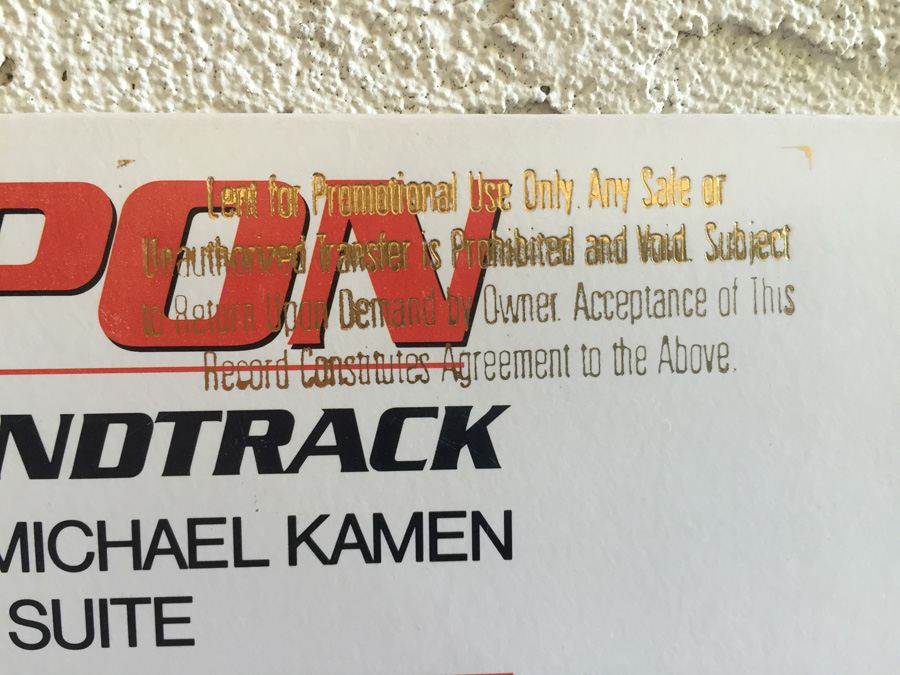 PON
Lent for Promotional Use Only. Any Sale or
Unauthorized Transfer is Prohibited and Void. Subject
to Return Upon Demand by Owner. Acceptance of This
Record Constitutes Agreement to the Above.
NDTRACK
MICHAEL KAMEN
SUITE